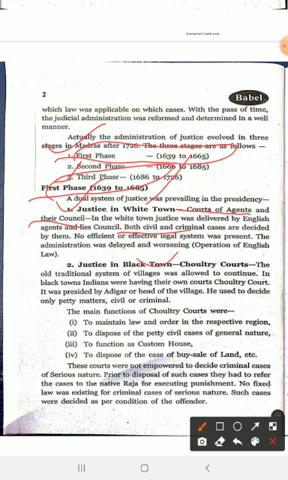 2
Babel
which law was applicable on which cases. With the pass of time,
the judicial administration was reformed and determined in a well
manner.
Actually the administration of justice evolved in three
stages in Madras after 1726. The three stages are as follows —
1. First Phase — (1639 to 1665)
2. Second Phase — (1666 to 1685)
3. Third Phase — (1686 to 1726)
First Phase (1639 to 1665)
A dual system of justice was prevailing in the presidency—
1. Justice in White Town—Courts of Agents and
their Council—In the white town justice was delivered by English
agents and lies Council. Both civil and criminal cases are decided
by them. No efficient or effective legal system was present. The
administration was delayed and worsening (Operation of English
Law).
2. Justice in Black Town—Choultry Courts—The
old traditional system of villages was allowed to continue. In
black towns Indians were having their own courts Choultry Court.
It was presided by Adigar or head of the village. He used to decide
only petty matters, civil or criminal.
The main functions of Choultry Courts were—
(i) To maintain law and order in the respective region,
(ii) To dispose of the petty civil cases of general nature,
(iii) To function as Custom House,
(iv) To dispose of the case of buy-sale of Land, etc.
These courts were not empowered to decide criminal cases
of Serious nature. Prior to disposal of such cases they had to refer
the cases to the native Raja for executing punishment. No fixed
law was existing for criminal cases of serious nature. Such cases
were decided as per condition of the offender.